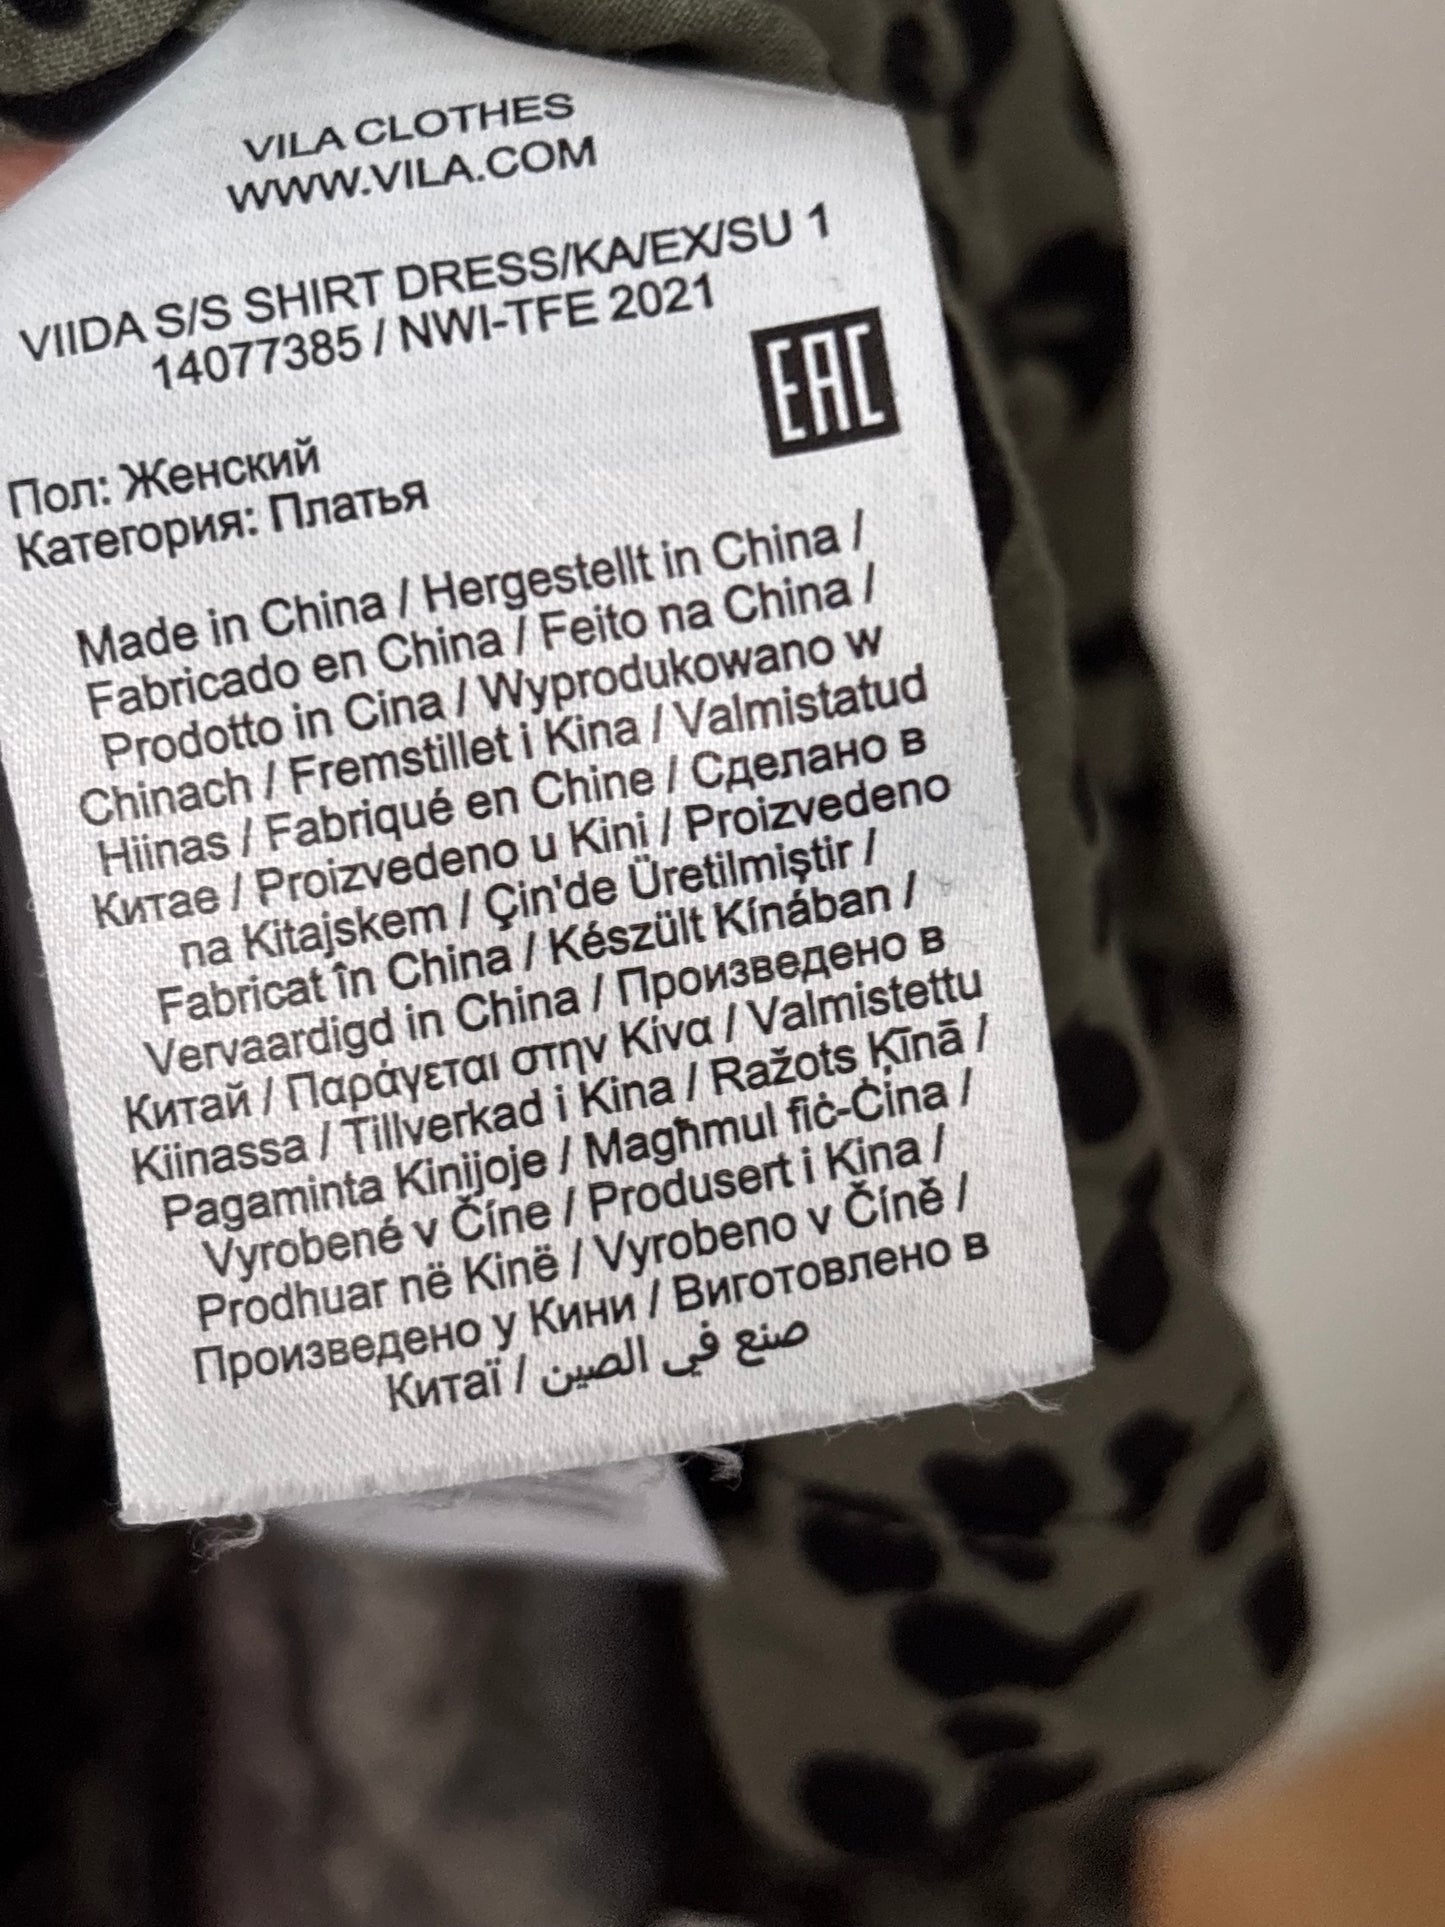 VILA CLOTHES
WWW.VILA.COM
VIIDA S/S SHIRT DRESS/KA/EX/SU 1
14077385 / NWI-TFE 2021
EAC
Пол: Женский
Категория: Платья
Made in China / Hergestellt in China /
Fabricado en China / Feito na China /
Prodotto in Cina / Wyprodukowano w
Chinach / Fremstillet i Kina / Valmistatud
Hiinas / Fabriqué en Chine / Сделано в
Китае / Proizvedeno u Kini / Proizvedeno
na Kitajskem / Çin'de Üretilmiştir /
Fabricat în China / Készült Kínában /
Vervaardigd in China / Произведено в
Китай / Παράγεται στην Κίνα / Valmistettu
Kiinassa / Tillverkad i Kina / Ražots Ķīnā /
Pagaminta Kinijoje / Magħmul fiċ-Ċina /
Vyrobené v Číne / Produsert i Kina /
Prodhuar në Kinë / Vyrobeno v Číně /
Произведено у Кини / Виготовлено в
Китаї / صنع في الصين